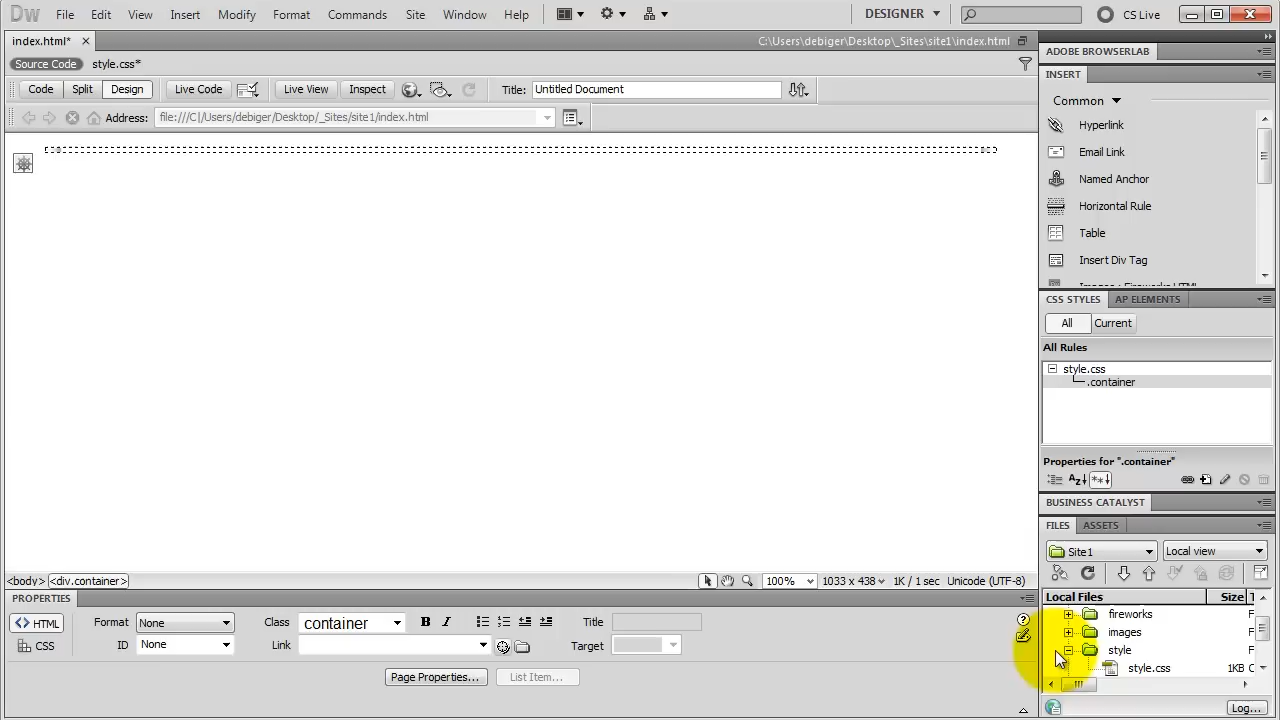 Dw File Edit View Insert Modify Format Commands Site Window Help DESIGNER CS Live
index.html* C:\Users\debiger\Desktop\_Sites\site1\index.html
Source Code style.css*
Code Split Design Live Code Live View Inspect Title: Untitled Document
Address: file:///C|/Users/debiger/Desktop/_Sites/site1/index.html
<body> <div.container> 100% 1033 x 438 1K / 1 sec Unicode (UTF-8)
PROPERTIES
HTML Format None Class container B I Title
CSS ID None Link Target
Page Properties... List Item...
ADOBE BROWSERLAB
INSERT
Common
Hyperlink
Email Link
Named Anchor
Horizontal Rule
Table
Insert Div Tag
Images : Fireworks HTML
CSS STYLES AP ELEMENTS
All Current
All Rules
style.css
.container
Properties for ".container"
BUSINESS CATALYST
FILES ASSETS
Site1 Local view
Local Files Size T
fireworks F
images F
style F
style.css 1KB C
Log...